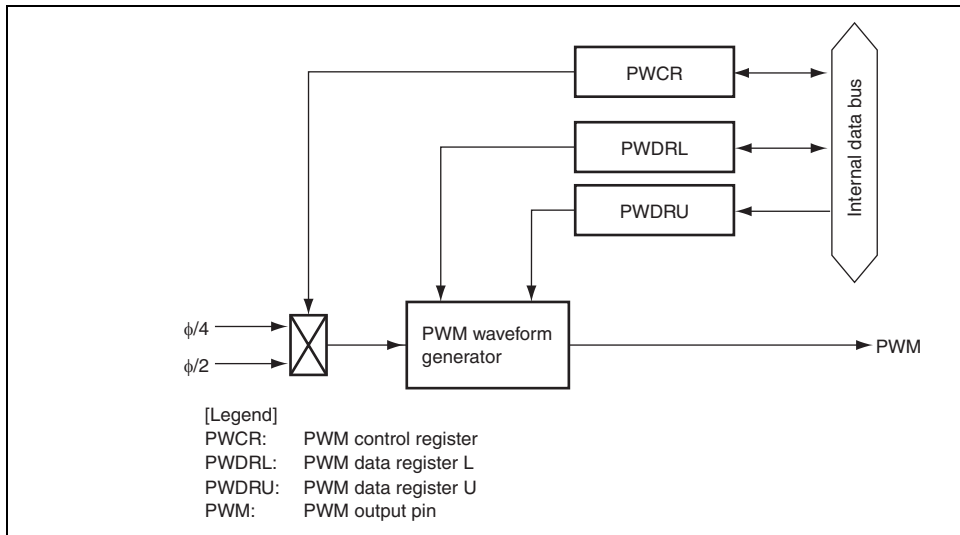 PWCR
PWDRL
PWDRU
Internal data bus
ϕ/4
ϕ/2
PWM waveform
generator
PWM
[Legend]
PWCR: PWM control register
PWDRL: PWM data register L
PWDRU: PWM data register U
PWM: PWM output pin